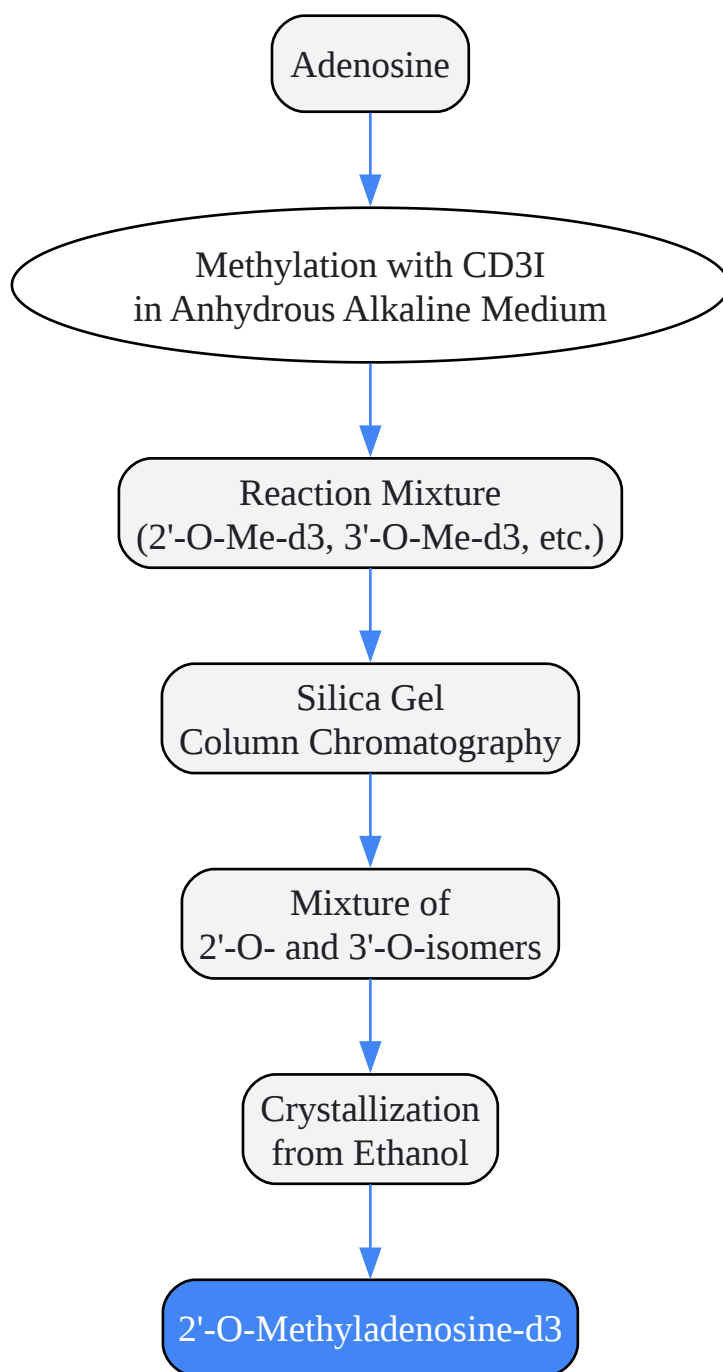 Adenosine
Methylation with CD3I
in Anhydrous Alkaline Medium
Reaction Mixture
(2'-O-Me-d3, 3'-O-Me-d3, etc.)
Silica Gel
Column Chromatography
Mixture of
2'-O- and 3'-O-isomers
Crystallization
from Ethanol
2'-O-Methyladenosine-d3